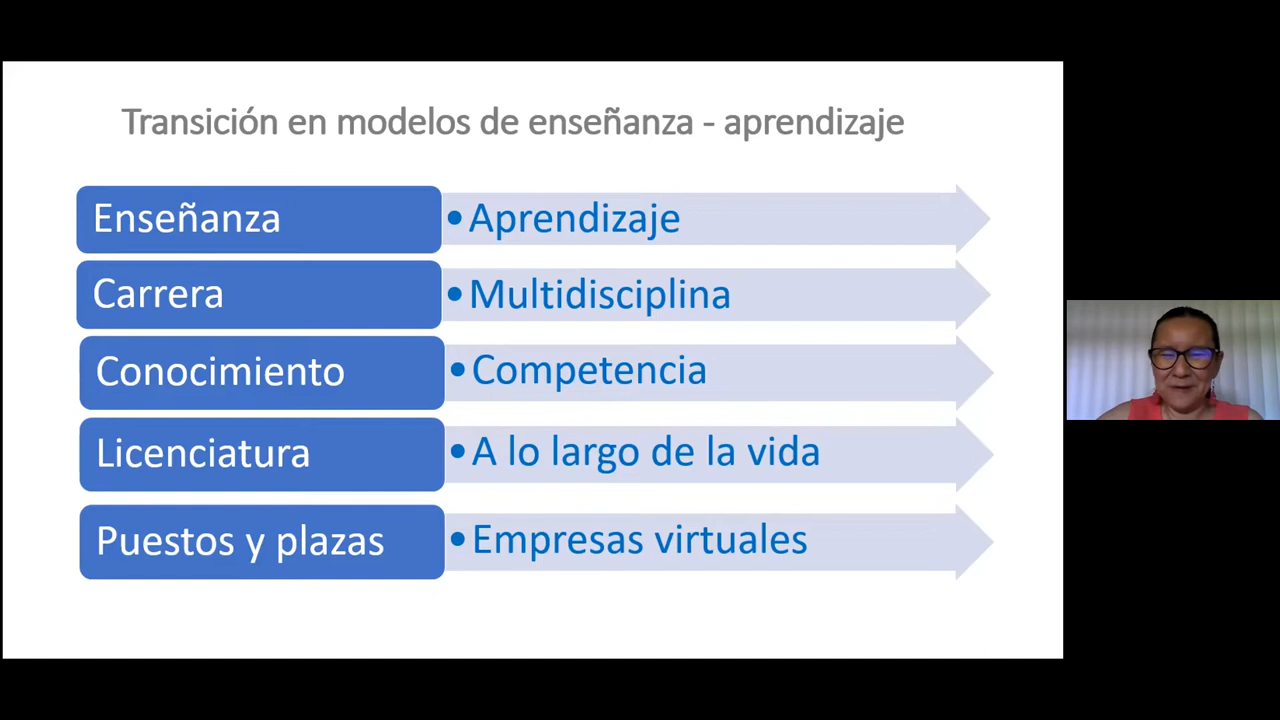 Transición en modelos de enseñanza - aprendizaje
Enseñanza
• Aprendizaje
Carrera
• Multidisciplina
Conocimiento
• Competencia
Licenciatura
• A lo largo de la vida
Puestos y plazas
• Empresas virtuales